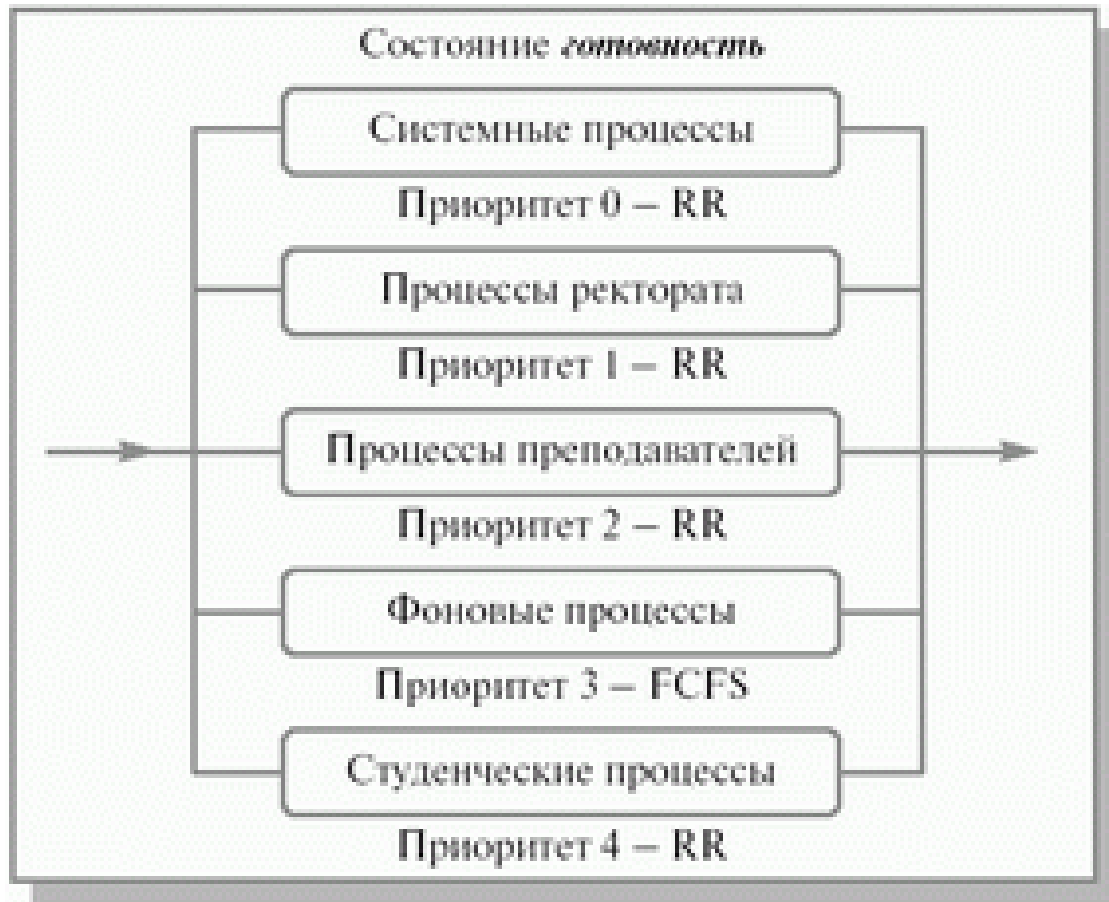 Состояние готовность
Системные процессы
Приоритет 0 – RR
Процессы ректората
Приоритет 1 – RR
Процессы преподавателей
Приоритет 2 – RR
Фоновые процессы
Приоритет 3 – FCFS
Студенческие процессы
Приоритет 4 – RR